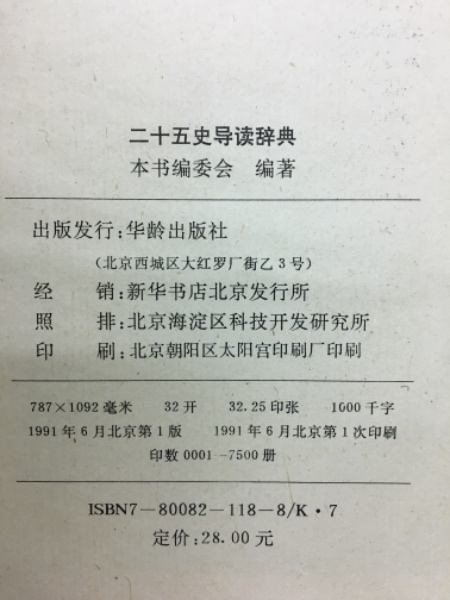 二十五史导读辞典
本书编委会 编著
出版发行:华龄出版社
(北京西城区大红罗厂街乙3号)
经 销:新华书店北京发行所
照 排:北京海淀区科技开发研究所
印 刷:北京朝阳区太阳宫印刷厂印刷
787×1092毫米 32开 32.25印张 1000千字
1991年6月北京第1版 1991年6月北京第1次印刷
印数0001-7500册
ISBN7-80082-118-8/K·7
定价:28.00元